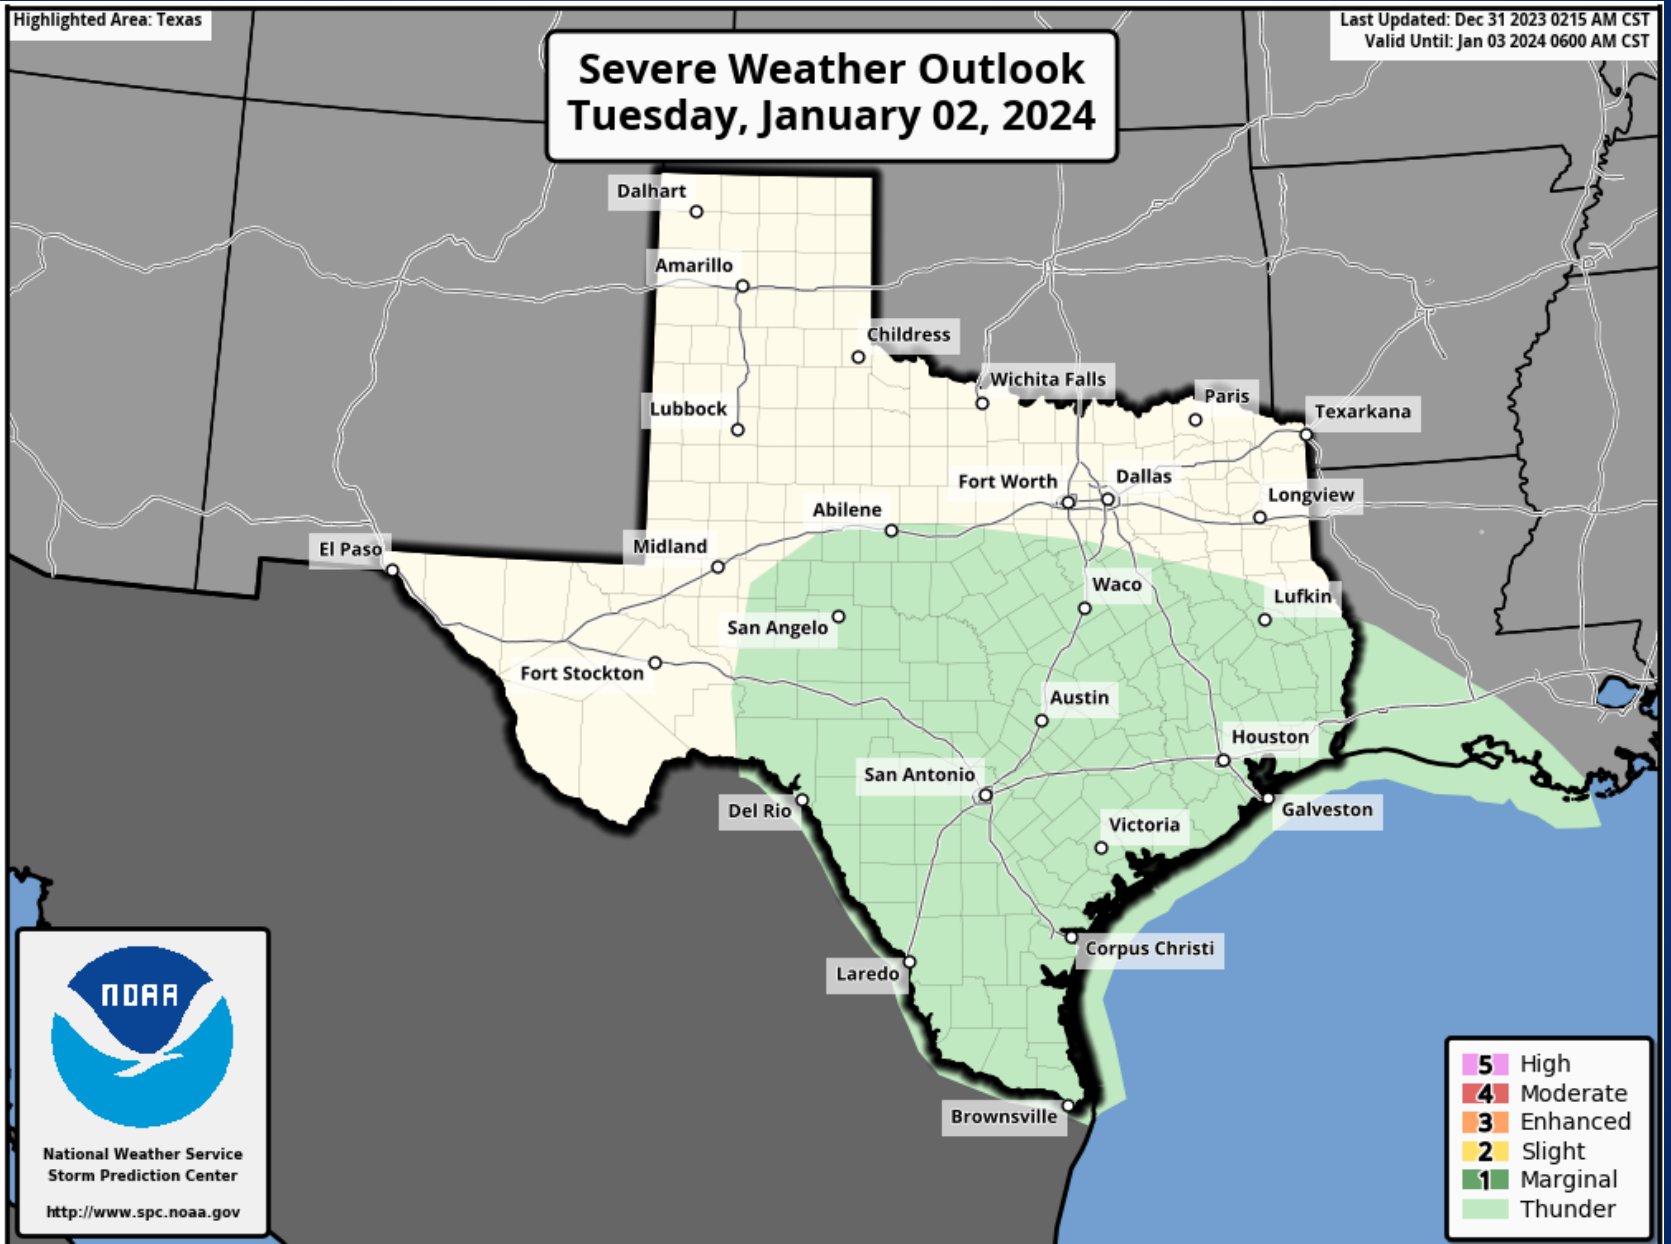 Highlighted Area: Texas
Last Updated: Dec 31 2023 0215 AM CST
Valid Until: Jan 03 2024 0600 AM CST
Severe Weather Outlook
Tuesday, January 02, 2024
Dalhart
Amarillo
Childress
Wichita Falls
Paris
Lubbock
Texarkana
Fort Worth
Dallas
Longview
Abilene
El Paso
Midland
Waco
Lufkin
San Angelo
Fort Stockton
Austin
Houston
San Antonio
Del Rio
Galveston
Victoria
Corpus Christi
Laredo
Brownsville
NOAA
National Weather Service
Storm Prediction Center
http://www.spc.noaa.gov
5 High
4 Moderate
3 Enhanced
2 Slight
1 Marginal
Thunder